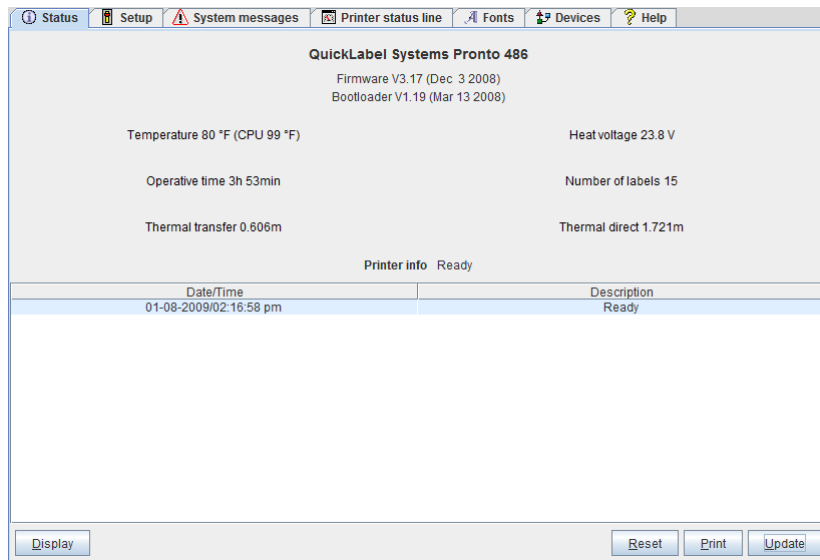 Status Setup System messages Printer status line Fonts Devices Help
QuickLabel Systems Pronto 486
Firmware V3.17 (Dec 3 2008)
Bootloader V1.19 (Mar 13 2008)
Temperature 80 °F (CPU 99 °F) Heat voltage 23.8 V
Operative time 3h 53min Number of labels 15
Thermal transfer 0.606m Thermal direct 1.721m
Printer info Ready
Date/Time Description
01-08-2009/02:16:58 pm Ready
Display Reset Print Update